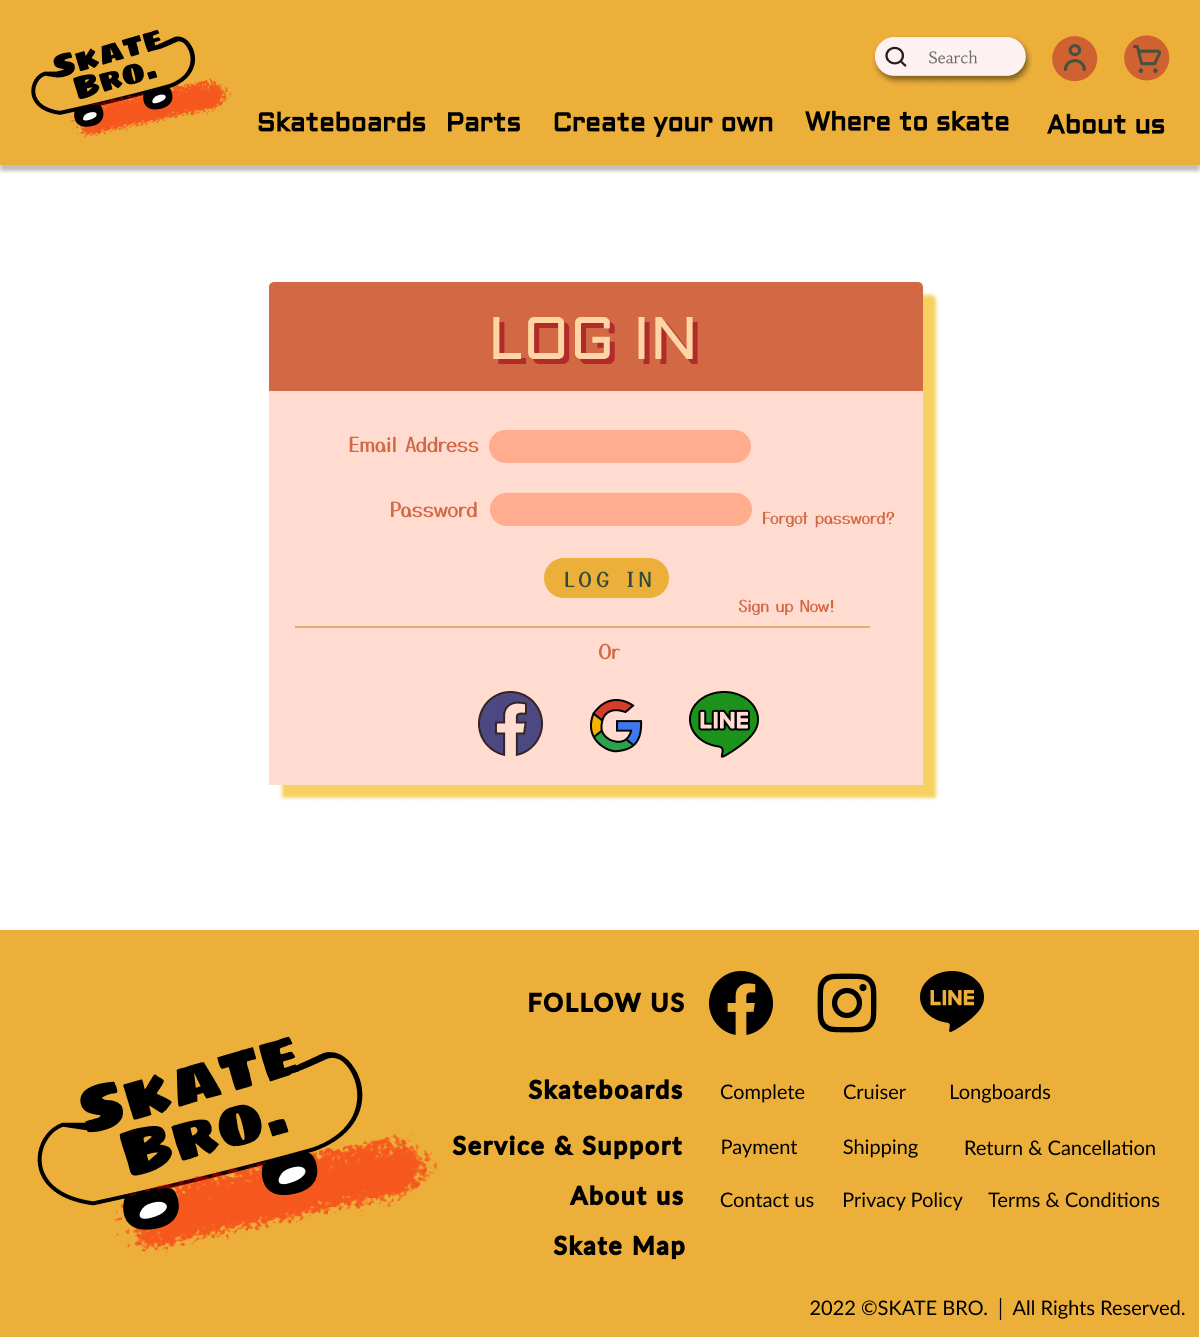 SKATE
BRO.
Search
Skateboards Parts Create your own Where to skate About us
LOG IN
Email Address
Password
Forgot password?
LOG IN
Sign up Now!
Or
LINE
FOLLOW US
LINE
SKATE
BRO.
Skateboards Complete Cruiser Longboards
Service & Support Payment Shipping Return & Cancellation
About us Contact us Privacy Policy Terms & Conditions
Skate Map
2022 ©SKATE BRO. | All Rights Reserved.